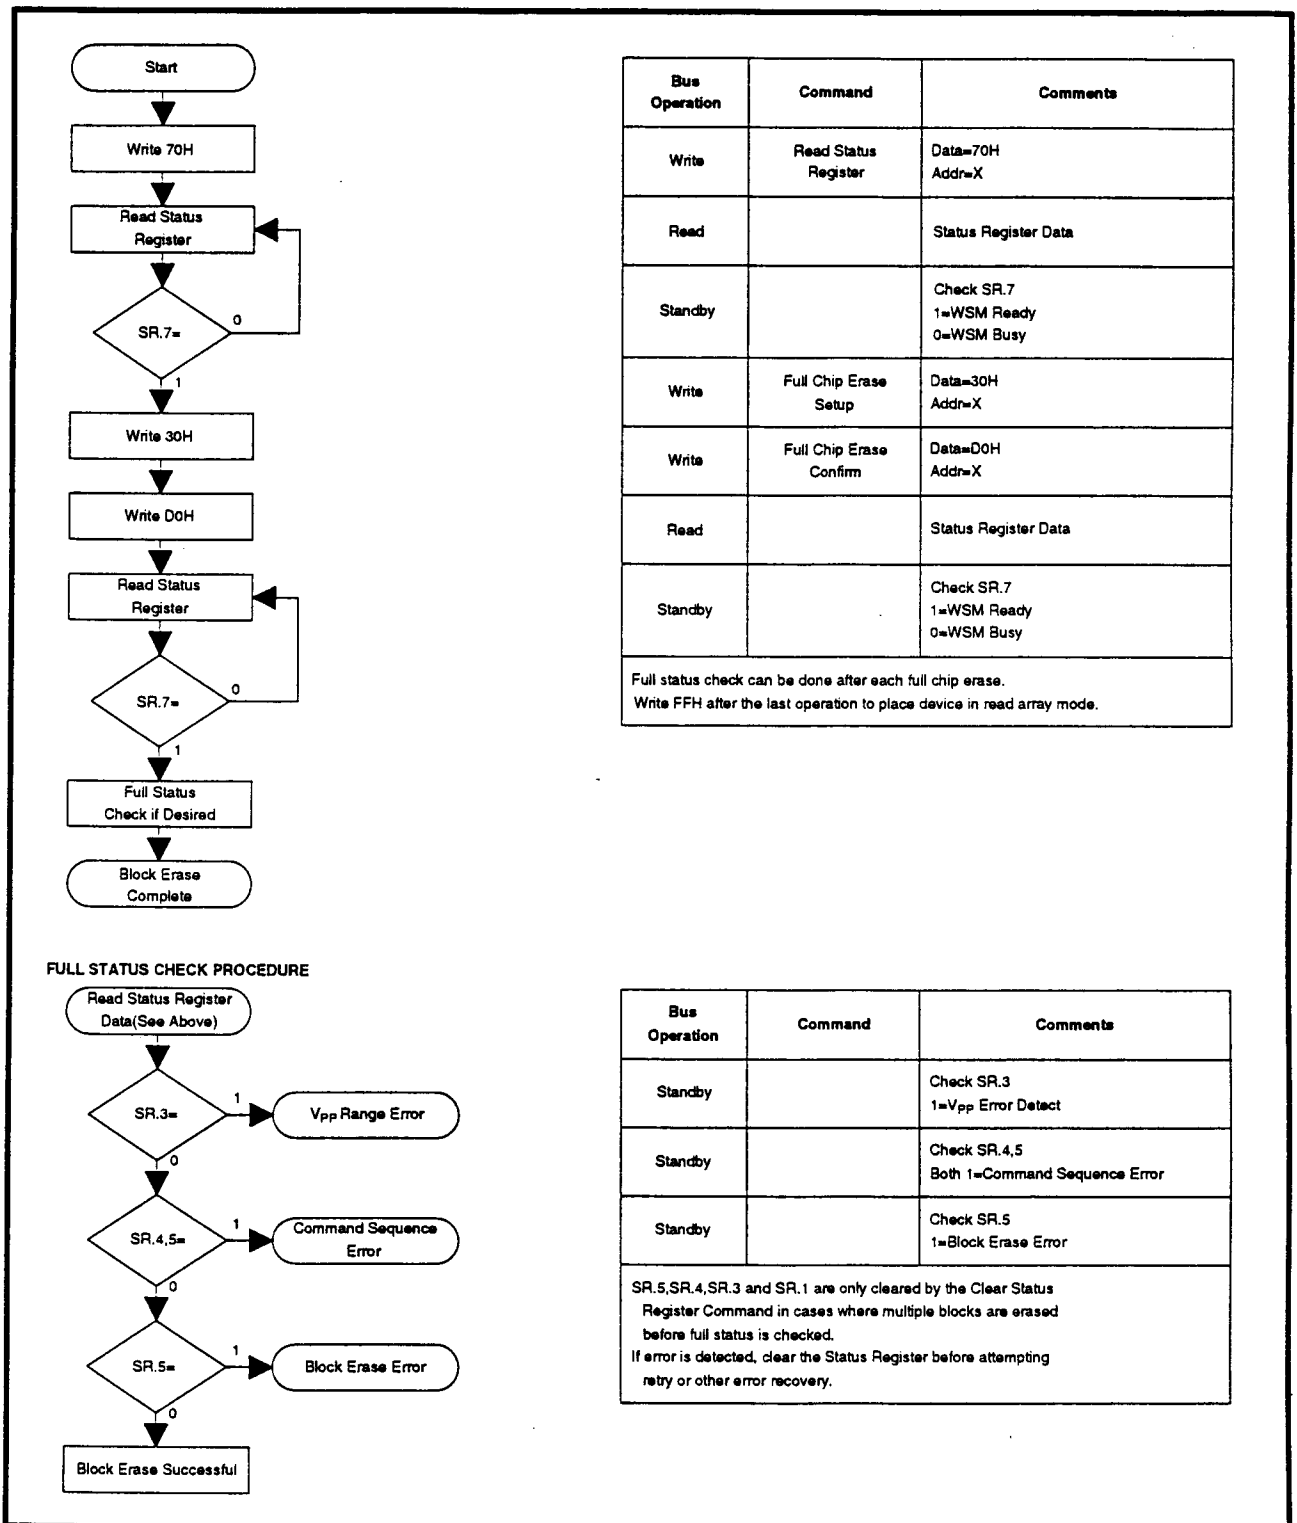 Start
Write 70H
Read Status
Register
SR.7=
0
1
Write 30H
Write D0H
Read Status
Register
SR.7=
0
1
Full Status
Check if Desired
Block Erase
Complete
Bus
Operation
Command
Comments
Write
Read Status
Register
Data=70H
Addr=X
Read
Status Register Data
Standby
Check SR.7
1=WSM Ready
0=WSM Busy
Write
Full Chip Erase
Setup
Data=30H
Addr=X
Write
Full Chip Erase
Confirm
Data=D0H
Addr=X
Read
Status Register Data
Standby
Check SR.7
1=WSM Ready
0=WSM Busy
Full status check can be done after each full chip erase.
Write FFH after the last operation to place device in read array mode.
FULL STATUS CHECK PROCEDURE
Read Status Register
Data(See Above)
SR.3=
1
VPP Range Error
0
SR.4,5=
1
Command Sequence
Error
0
SR.5=
1
Block Erase Error
0
Block Erase Successful
Bus
Operation
Command
Comments
Standby
Check SR.3
1=VPP Error Detect
Standby
Check SR.4,5
Both 1=Command Sequence Error
Standby
Check SR.5
1=Block Erase Error
SR.5,SR.4,SR.3 and SR.1 are only cleared by the Clear Status
Register Command in cases where multiple blocks are erased
before full status is checked.
If error is detected, clear the Status Register before attempting
retry or other error recovery.